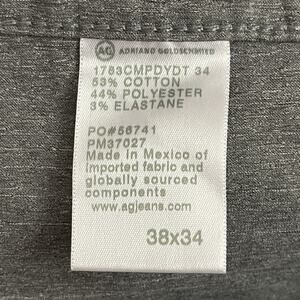 AG ADRIANO GOLDSCHMIED
1783CMPDYDT 34
53% COTTON
44% POLYESTER
3% ELASTANE
PO#56741
PM37027
Made in Mexico of
imported fabric and
globally sourced
components
www.agjeans.com
38x34